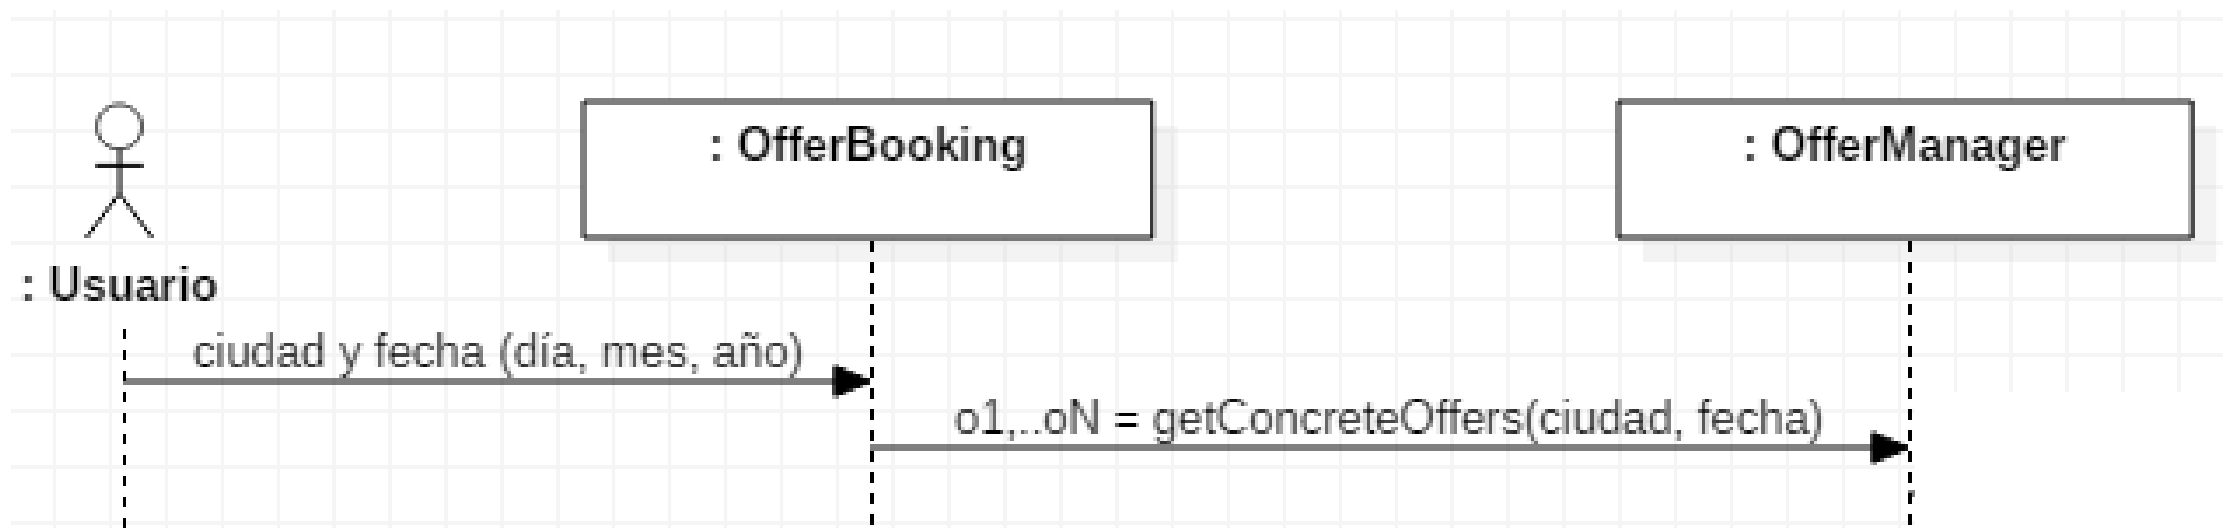 : OfferBooking
: OfferManager
: Usuario
ciudad y fecha (día, mes, año)
o1,..oN = getConcreteOffers(ciudad, fecha)